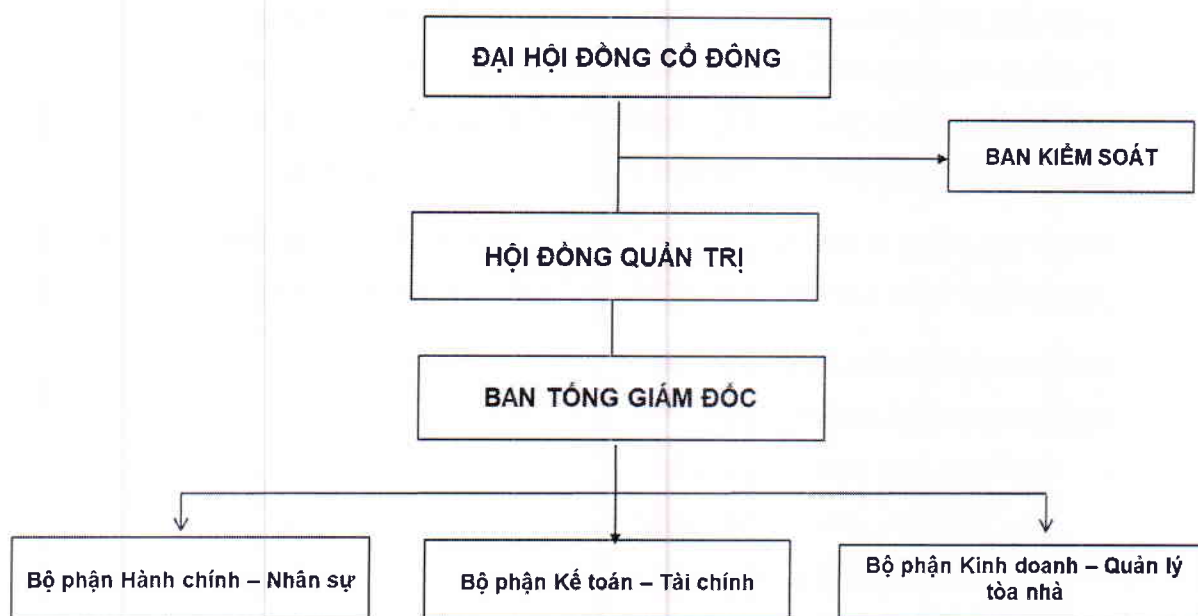 ĐẠI HỘI ĐỒNG CỔ ĐÔNG
BAN KIỂM SOÁT
HỘI ĐỒNG QUẢN TRỊ
BAN TỔNG GIÁM ĐỐC
Bộ phận Hành chính – Nhân sự
Bộ phận Kế toán – Tài chính
Bộ phận Kinh doanh – Quản lý
tòa nhà